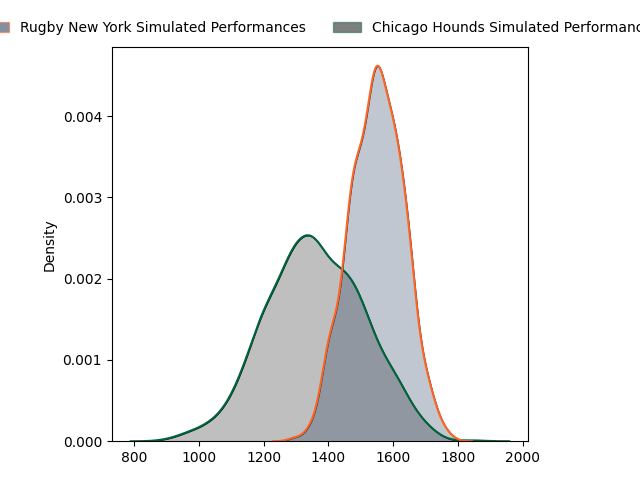 Rugby New York Simulated Performances
Chicago Hounds Simulated Performanc
0.004
0.003
0.002
0.001
0.000
Density
800 1000 1200 1400 1600 1800 2000